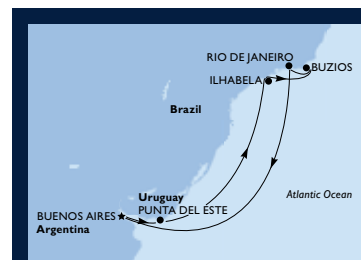 RIO DE JANEIRO
BUZIOS
ILHABELA
Brazil
Uruguay
PUNTA DEL ESTE
Atlantic Ocean
BUENOS AIRES
Argentina